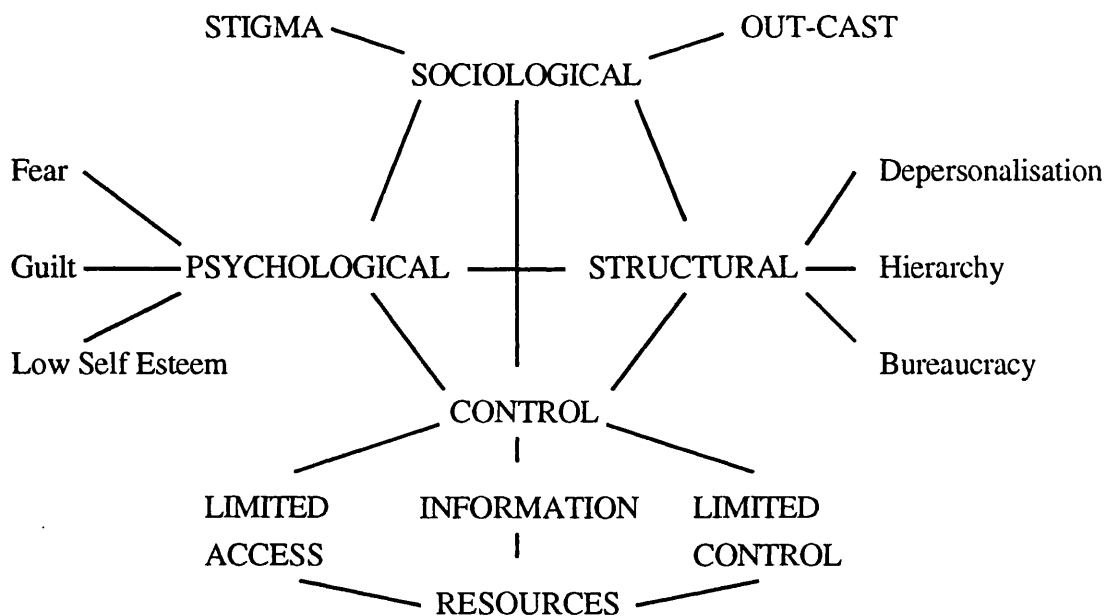 STIGMA OUT-CAST
SOCIOLOGICAL
Fear Depersonalisation
Guilt PSYCHOLOGICAL STRUCTURAL Hierarchy
Low Self Esteem Bureaucracy
CONTROL
LIMITED INFORMATION LIMITED
ACCESS CONTROL
RESOURCES